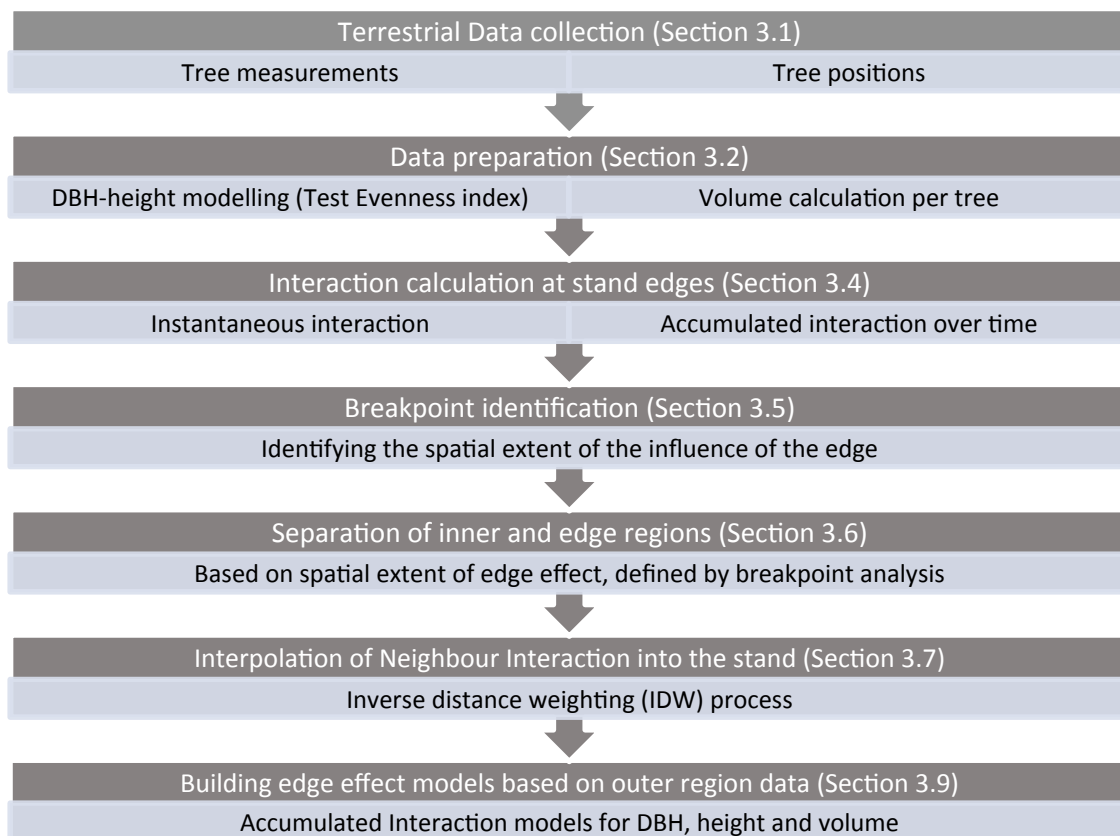 Terrestrial Data collection (Section 3.1)
Tree measurements
Tree positions
Data preparation (Section 3.2)
DBH-height modelling (Test Evenness index)
Volume calculation per tree
Interaction calculation at stand edges (Section 3.4)
Instantaneous interaction
Accumulated interaction over time
Breakpoint identification (Section 3.5)
Identifying the spatial extent of the influence of the edge
Separation of inner and edge regions (Section 3.6)
Based on spatial extent of edge effect, defined by breakpoint analysis
Interpolation of Neighbour Interaction into the stand (Section 3.7)
Inverse distance weighting (IDW) process
Building edge effect models based on outer region data (Section 3.9)
Accumulated Interaction models for DBH, height and volume